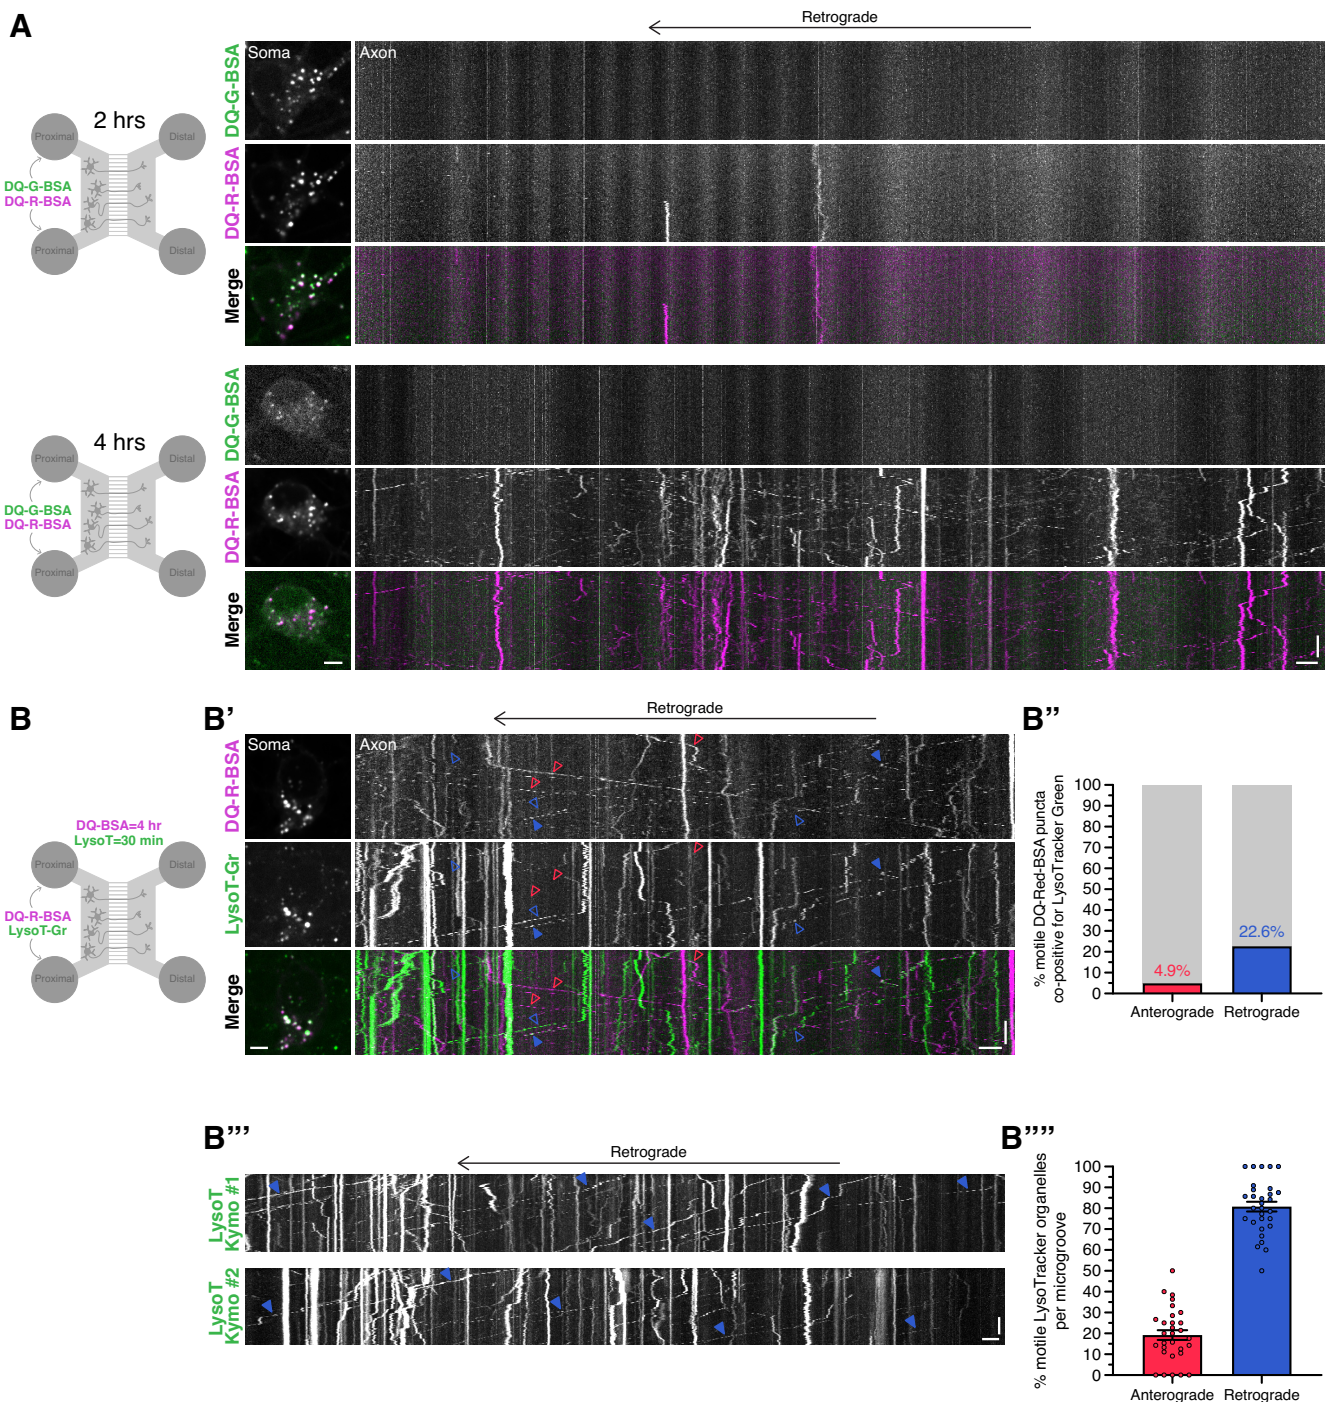 A
Retrograde
Soma
Axon
DQ-G-BSA
DQ-R-BSA
Merge
2 hrs
Proximal
Distal
DQ-G-BSA
DQ-R-BSA
Proximal
Distal
DQ-G-BSA
DQ-R-BSA
Merge
4 hrs
Proximal
Distal
DQ-G-BSA
DQ-R-BSA
Proximal
Distal
B
DQ-BSA=4 hr
LysoT=30 min
Proximal
Distal
DQ-R-BSA
LysoT-Gr
Proximal
Distal
B’
Retrograde
Soma
Axon
DQ-R-BSA
LysoT-Gr
Merge
B’’
% motile DQ-Red-BSA puncta
co-positive for LysoTracker Green
100
90
80
70
60
50
40
30
20
10
0
4.9%
22.6%
Anterograde
Retrograde
B’’’
Retrograde
LysoT
Kymo #1
LysoT
Kymo #2
B’’’’
% motile LysoTracker organelles
per microgroove
100
90
80
70
60
50
40
30
20
10
0
Anterograde
Retrograde